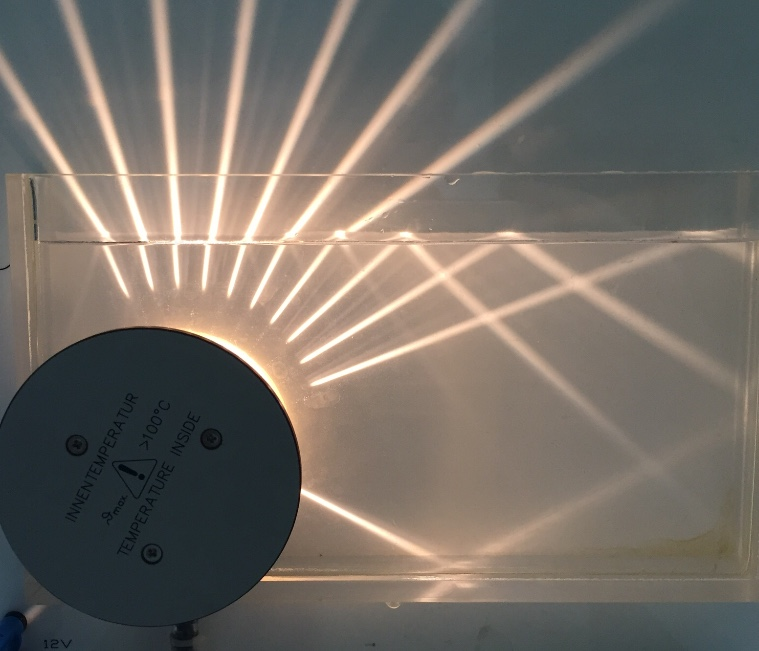 INNENTEMPERATUR
ϑmax >100°C
TEMPERATURE INSIDE
12V